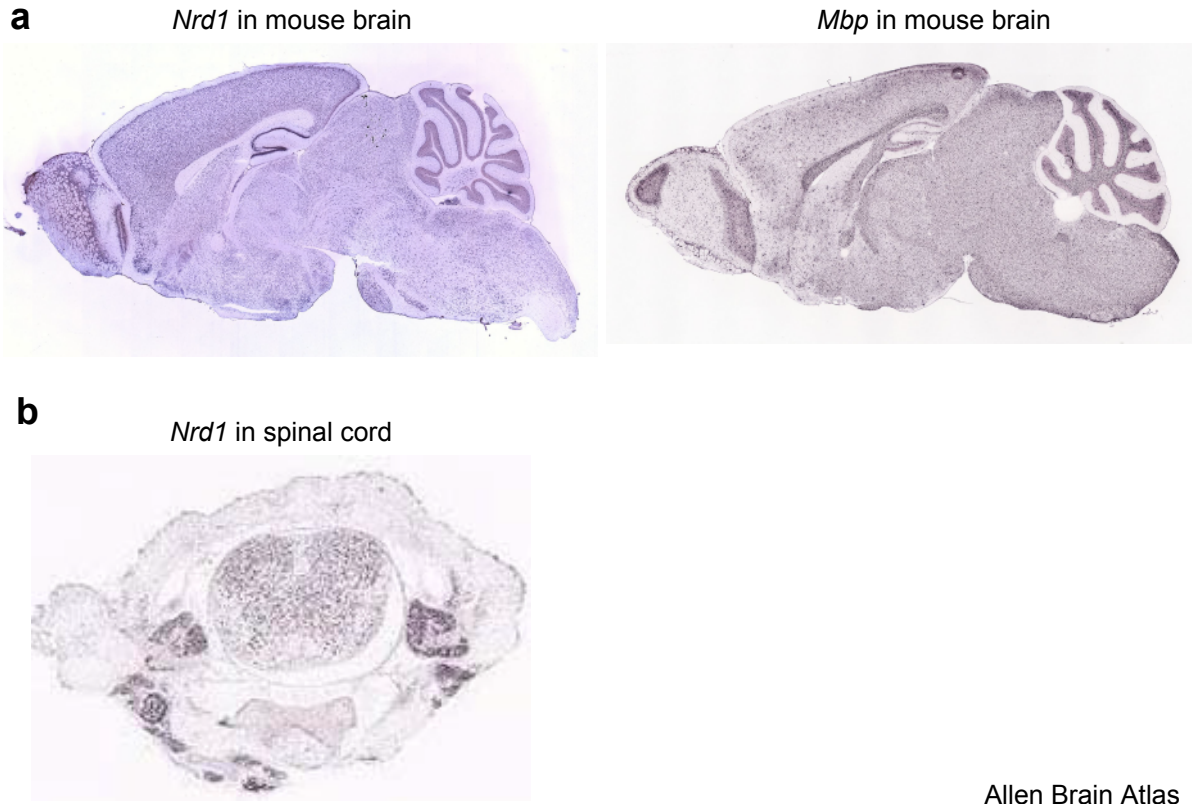 a
Nrd1 in mouse brain
Mbp in mouse brain
b
Nrd1 in spinal cord
Allen Brain Atlas